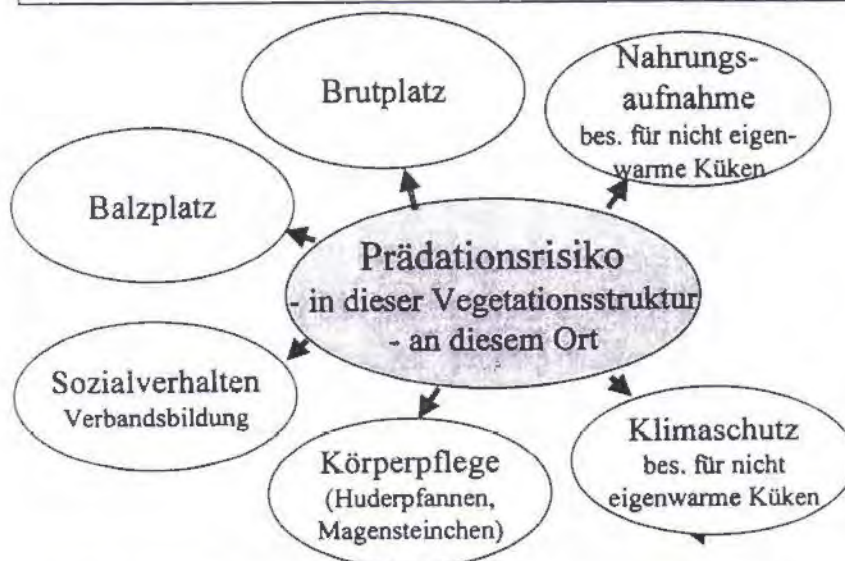 Brutplatz
Nahrungs-
aufnahme
bes. für nicht eigen-
warme Küken
Balzplatz
Prädationsrisiko
- in dieser Vegetationsstruktur
- an diesem Ort
Sozialverhalten
Verbandsbildung
Körperpflege
(Huderpfannen,
Magensteinchen)
Klimaschutz
bes. für nicht
eigenwarme Küken